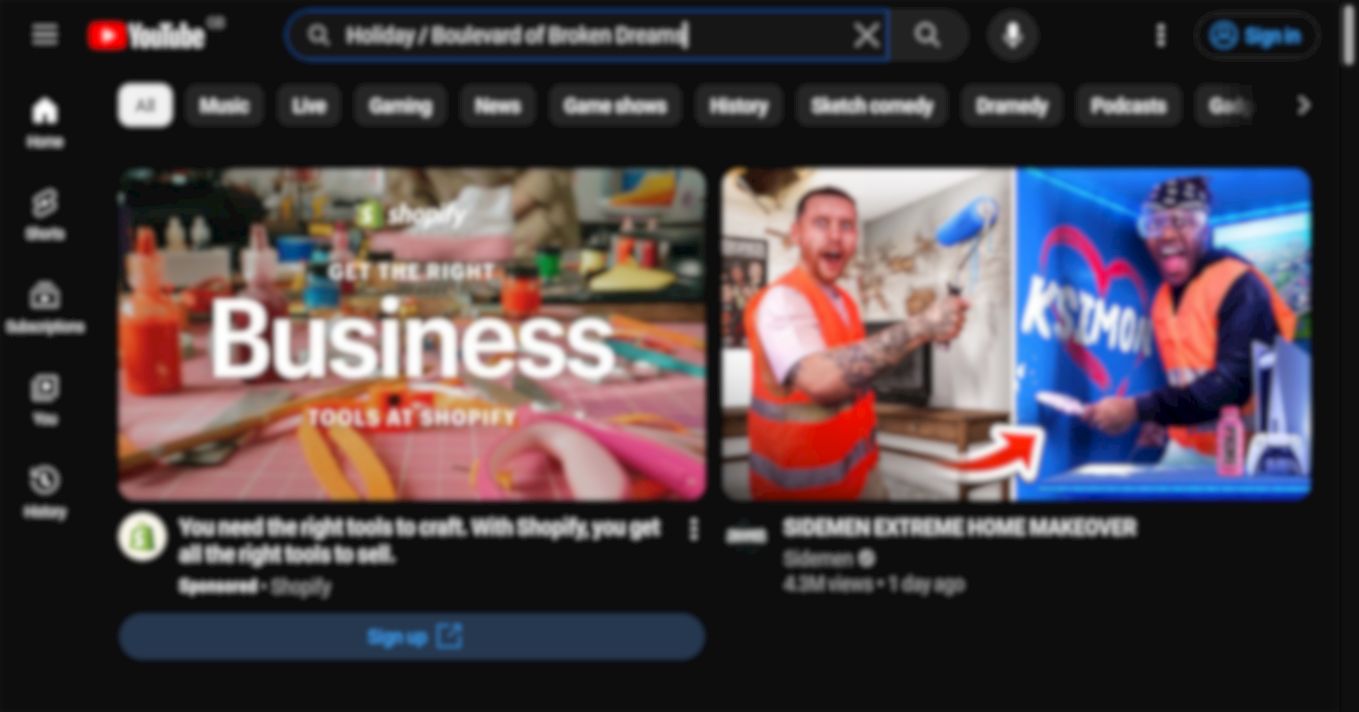 YouTube GB
Holiday / Boulevard of Broken Dreams
Sign in
All
Music
Live
Gaming
News
Game shows
History
Sketch comedy
Dramedy
Podcasts
Home
Shorts
Subscriptions
You
History
shopify
GET THE RIGHT
Business
TOOLS AT SHOPIFY
KSIMON
You need the right tools to craft. With Shopify, you get
all the right tools to sell.
Sponsored • Shopify
Sign up
SIDEMEN EXTREME HOME MAKEOVER
Sidemen
4.3M views • 1 day ago